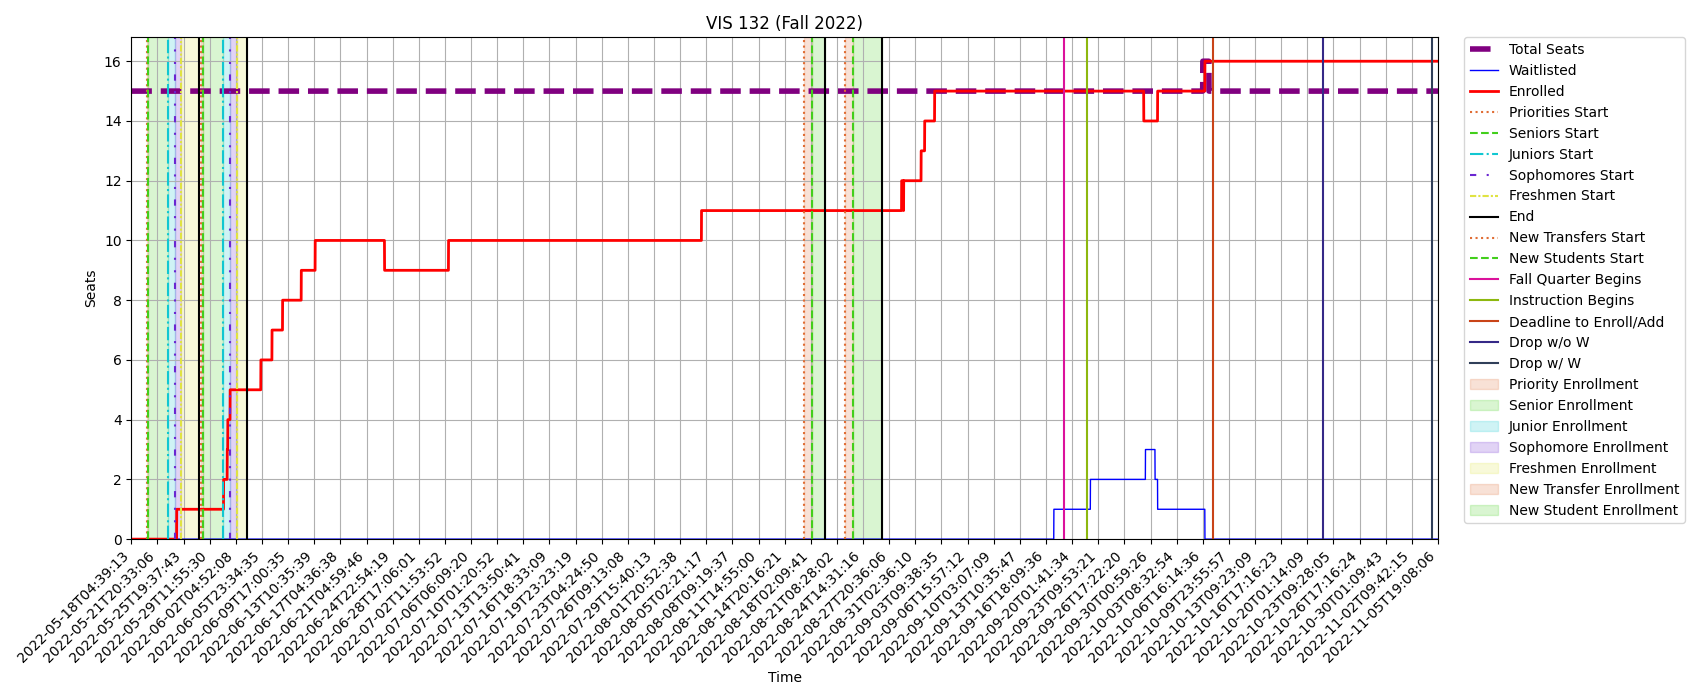 VIS 132 (Fall 2022)
Seats
16
14
12
10
8
6
4
2
0
2022-05-18T04:39:13
2022-05-21T20:33:06
2022-05-25T19:37:43
2022-05-29T11:55:30
2022-06-02T04:52:08
2022-06-05T23:34:35
2022-06-09T17:00:35
2022-06-13T10:35:39
2022-06-17T04:36:38
2022-06-21T04:59:46
2022-06-24T22:54:19
2022-06-28T17:06:01
2022-07-02T11:53:52
2022-07-06T06:09:20
2022-07-10T01:20:52
2022-07-13T13:50:41
2022-07-16T18:33:09
2022-07-19T23:23:19
2022-07-23T04:24:50
2022-07-26T09:13:08
2022-07-29T15:40:13
2022-08-01T20:52:38
2022-08-05T02:21:17
2022-08-08T09:19:37
2022-08-11T14:55:00
2022-08-14T20:16:21
2022-08-18T02:09:41
2022-08-21T08:28:02
2022-08-24T14:31:16
2022-08-27T20:36:06
2022-08-31T02:36:10
2022-09-03T09:38:35
2022-09-06T15:57:12
2022-09-10T03:07:09
2022-09-13T10:35:47
2022-09-16T18:09:36
2022-09-20T01:41:34
2022-09-23T09:53:21
2022-09-26T17:22:20
2022-09-30T00:59:26
2022-10-03T08:32:54
2022-10-06T16:14:36
2022-10-09T23:55:57
2022-10-13T09:23:09
2022-10-16T17:16:23
2022-10-20T01:14:09
2022-10-23T09:28:05
2022-10-26T17:16:24
2022-10-30T01:09:43
2022-11-02T09:42:15
2022-11-05T19:08:06
Time
Total Seats
Waitlisted
Enrolled
Priorities Start
Seniors Start
Juniors Start
Sophomores Start
Freshmen Start
End
New Transfers Start
New Students Start
Fall Quarter Begins
Instruction Begins
Deadline to Enroll/Add
Drop w/o W
Drop w/ W
Priority Enrollment
Senior Enrollment
Junior Enrollment
Sophomore Enrollment
Freshmen Enrollment
New Transfer Enrollment
New Student Enrollment